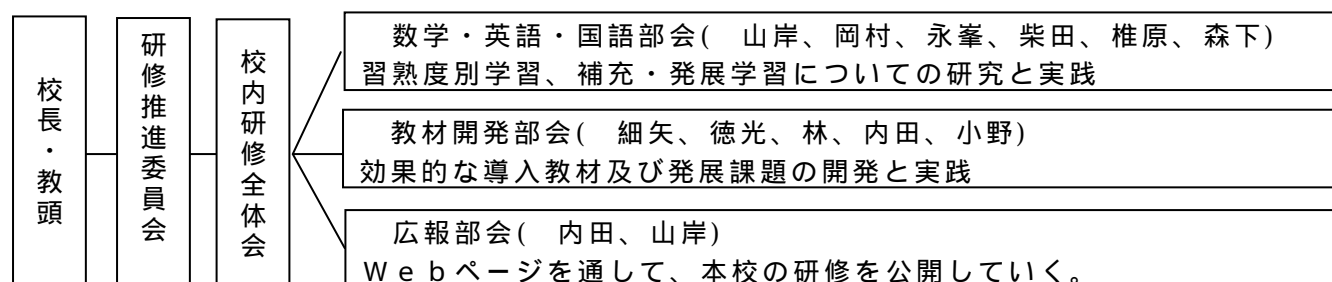 校長・教頭
研修推進委員会
校内研修全体会
数学・英語・国語部会(　山岸、岡村、永峯、柴田、椎原、森下)
習熟度別学習、補充・発展学習についての研究と実践
教材開発部会(　細矢、徳光、林、内田、小野)
効果的な導入教材及び発展課題の開発と実践
広報部会(　内田、山岸)
Ｗｅｂページを通して、本校の研修を公開していく。